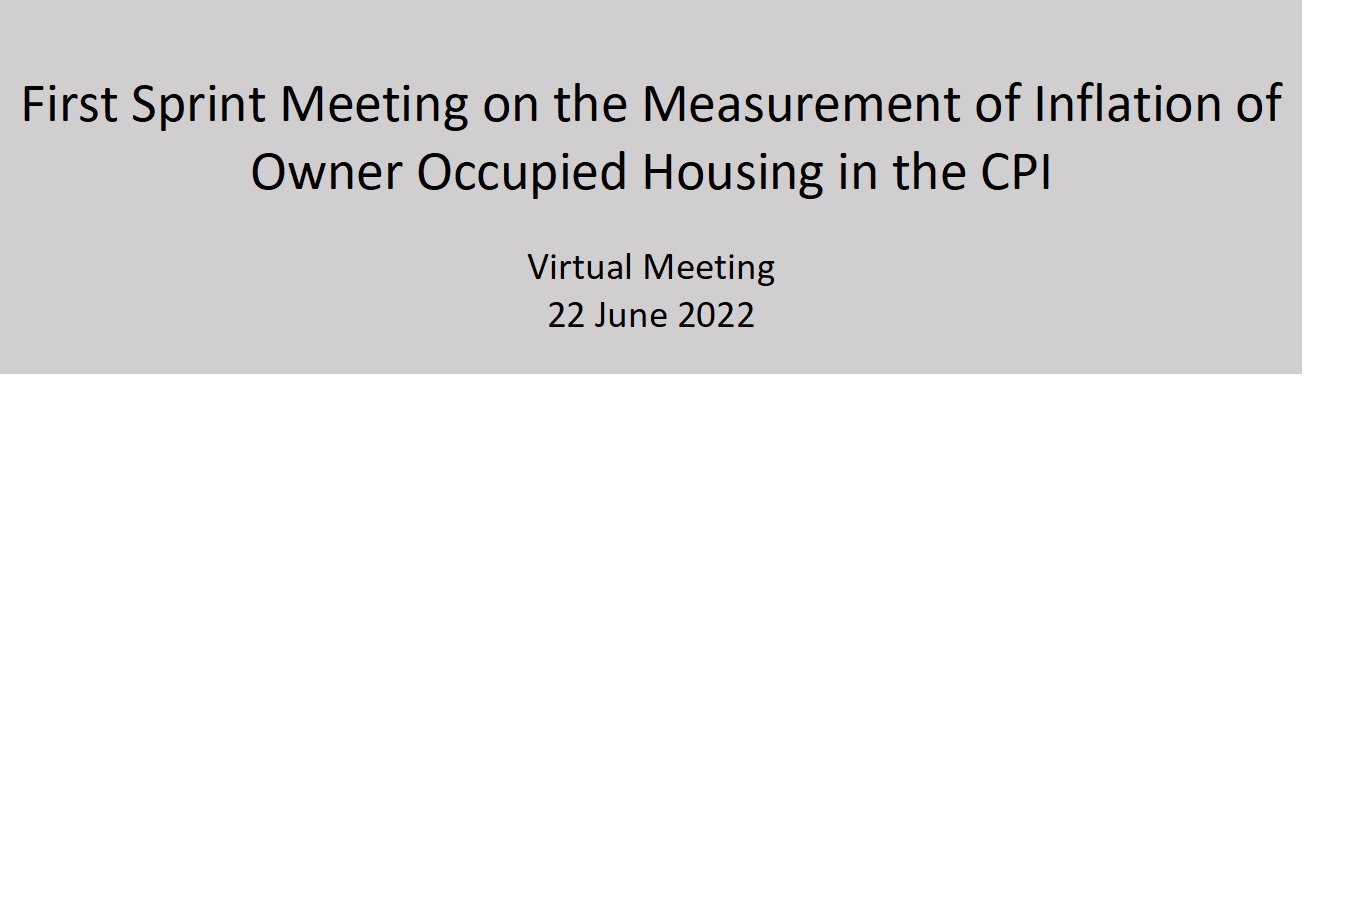 First Sprint Meeting on the Measurement of Inflation of
Owner Occupied Housing in the CPI
Virtual Meeting
22 June 2022